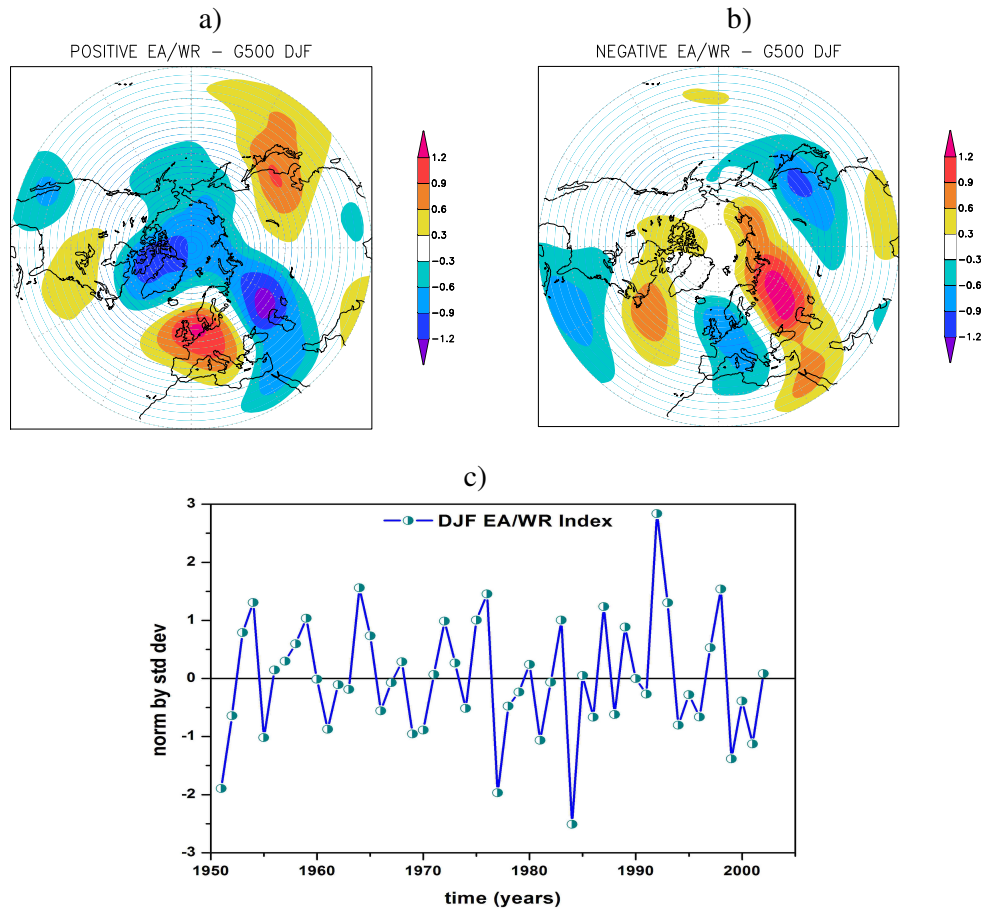 a)
POSITIVE EA/WR – G500 DJF
1.2
0.9
0.6
0.3
−0.3
−0.6
−0.9
−1.2
b)
NEGATIVE EA/WR – G500 DJF
1.2
0.9
0.6
0.3
−0.3
−0.6
−0.9
−1.2
c)
DJF EA/WR Index
norm by std dev
3
2
1
0
-1
-2
-3
1950 1960 1970 1980 1990 2000
time (years)